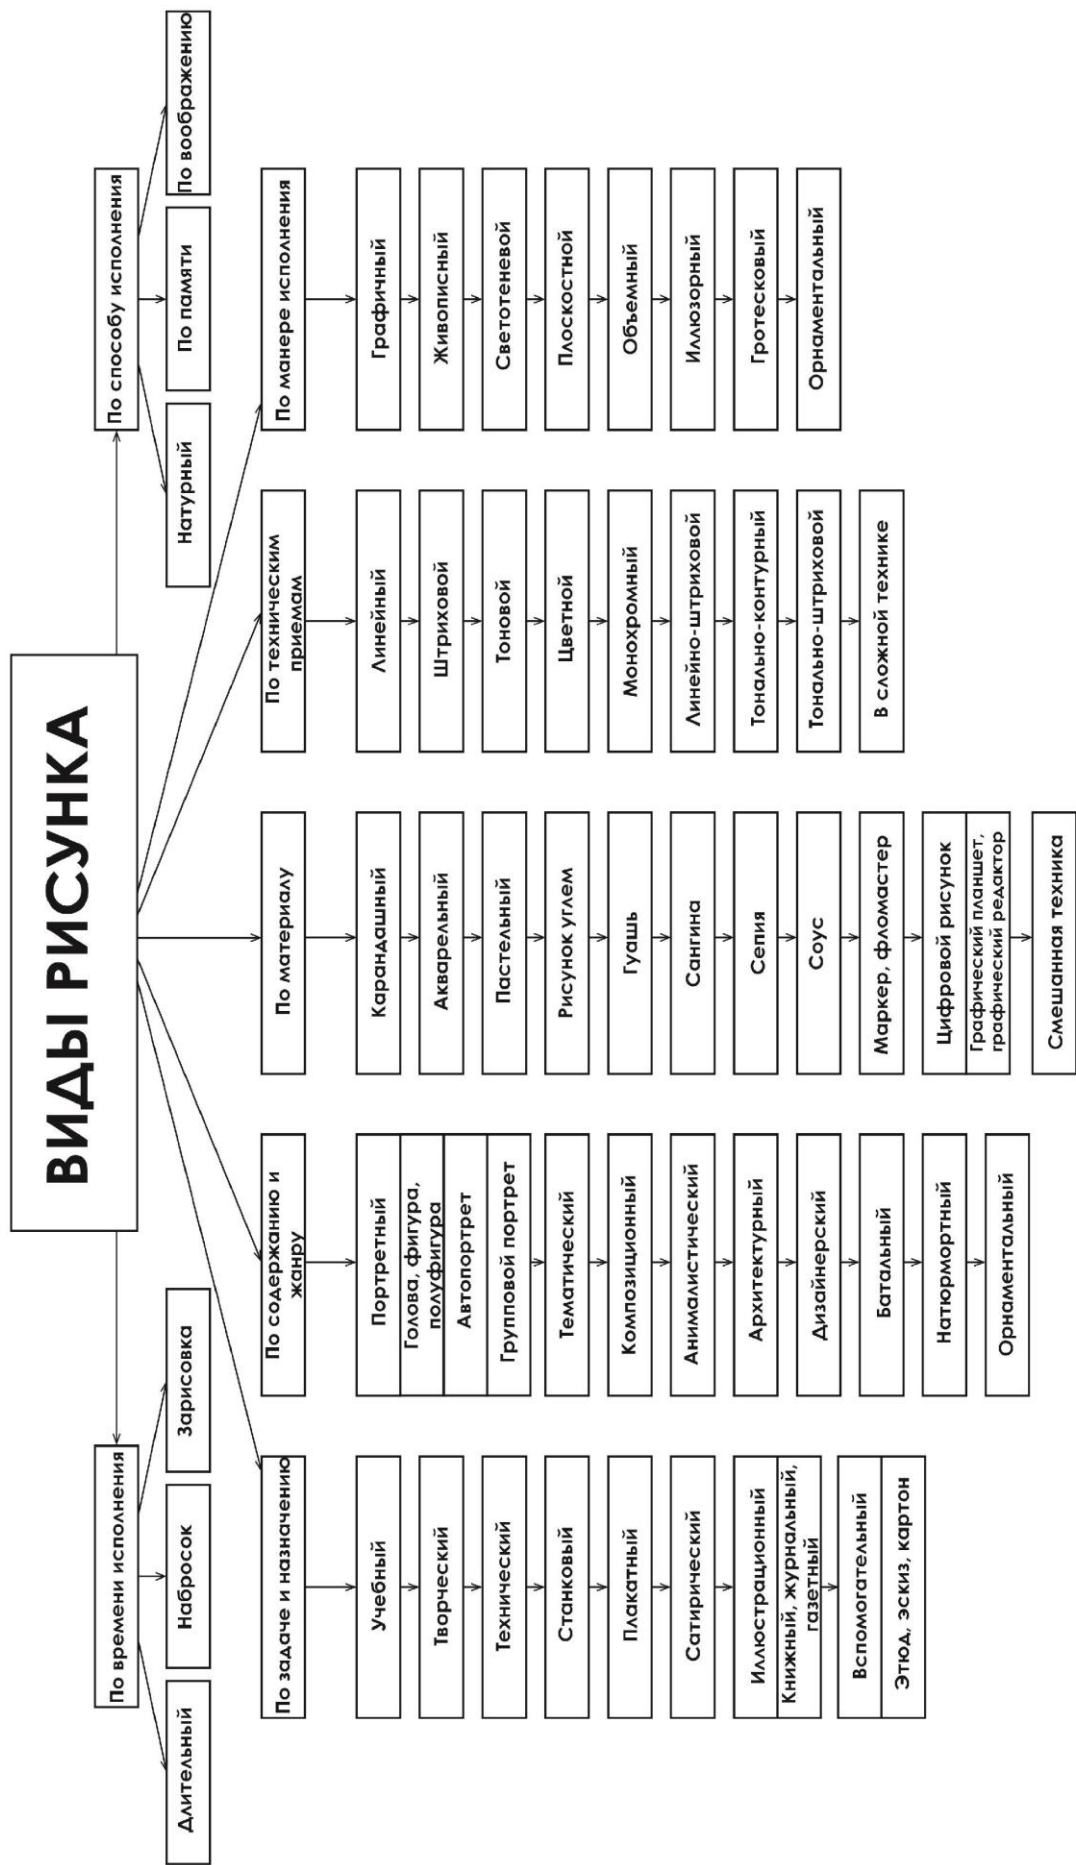 ВИДЫ РИСУНКА
По времени исполнения
Длительный
Набросок
Зарисовка
По способу исполнения
Натурный
По памяти
По воображению
По задаче и назначению
Учебный
Творческий
Технический
Станковый
Плакатный
Сатирический
Иллюстрационный
Книжный, журнальный,
газетный
Вспомогательный
Этюд, эскиз, картон
По содержанию и
жанру
Портретный
Голова, фигура,
полуфигура
Автопортрет
Групповой портрет
Тематический
Композиционный
Анималистический
Архитектурный
Дизайнерский
Батальный
Натюрмортный
Орнаментальный
По материалу
Карандашный
Акварельный
Пастельный
Рисунок углем
Гуашь
Сангина
Сепия
Соус
Маркер, фломастер
Цифровой рисунок
Графический планшет,
графический редактор
Смешанная техника
По техническим
приемам
Линейный
Штриховой
Тоновой
Цветной
Монохромный
Линейно-штриховой
Тонально-контурный
Тонально-штриховой
В сложной технике
По манере исполнения
Графичный
Живописный
Светотеневой
Плоскостной
Объемный
Иллюзорный
Гротесковый
Орнаментальный